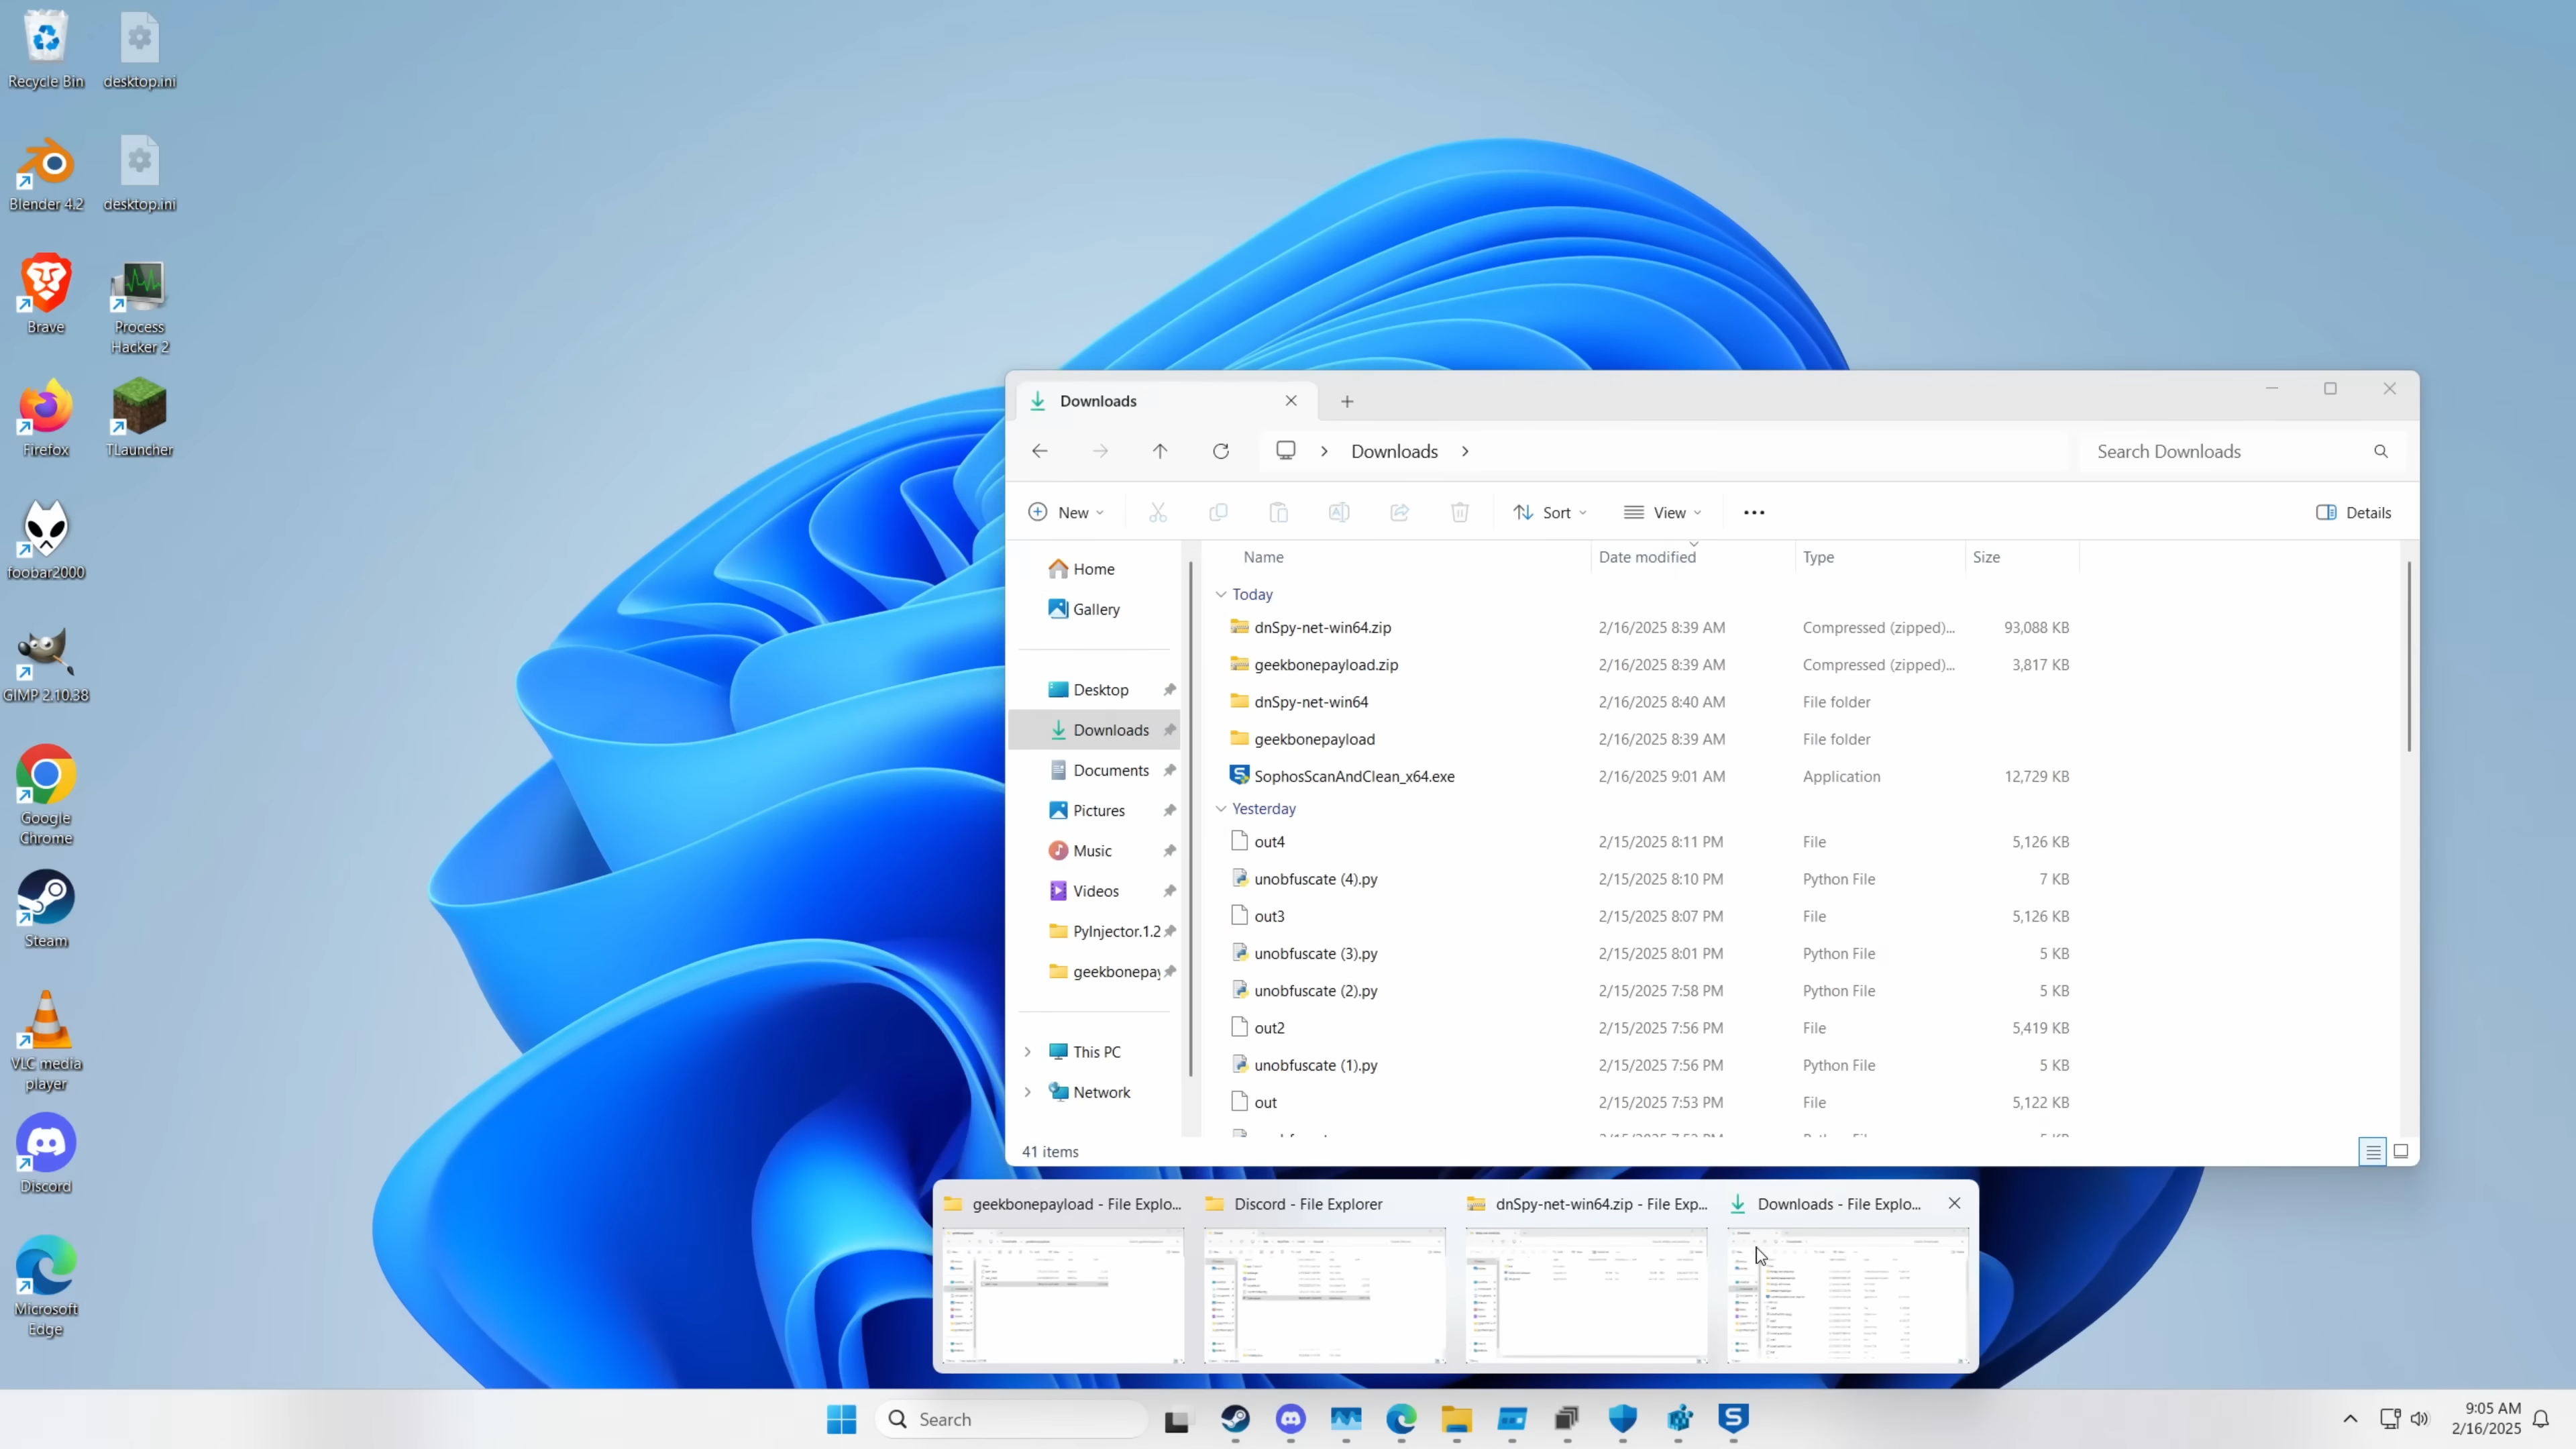 Recycle Bin
desktop.ini
Blender 4.2
desktop.ini
Brave
Process
Hacker 2
Firefox
TLauncher
foobar2000
GIMP 2.10.38
Google
Chrome
Steam
VLC media
player
Discord
Microsoft
Edge
Downloads
Downloads
Search Downloads
New
Sort
View
Details
Home
Gallery
Desktop
Downloads
Documents
Pictures
Music
Videos
PyInjector.1.2
geekbonepay
This PC
Network
Name Date modified Type Size
Today
dnSpy-net-win64.zip 2/16/2025 8:39 AM Compressed (zipped)... 93,088 KB
geekbonepayload.zip 2/16/2025 8:39 AM Compressed (zipped)... 3,817 KB
dnSpy-net-win64 2/16/2025 8:40 AM File folder
geekbonepayload 2/16/2025 8:39 AM File folder
SophosScanAndClean_x64.exe 2/16/2025 9:01 AM Application 12,729 KB
Yesterday
out4 2/15/2025 8:11 PM File 5,126 KB
unobfuscate (4).py 2/15/2025 8:10 PM Python File 7 KB
out3 2/15/2025 8:07 PM File 5,126 KB
unobfuscate (3).py 2/15/2025 8:01 PM Python File 5 KB
unobfuscate (2).py 2/15/2025 7:58 PM Python File 5 KB
out2 2/15/2025 7:56 PM File 5,419 KB
unobfuscate (1).py 2/15/2025 7:56 PM Python File 5 KB
out 2/15/2025 7:53 PM File 5,122 KB
41 items
geekbonepayload - File Explo...
Discord - File Explorer
dnSpy-net-win64.zip - File Exp...
Downloads - File Explo...
Search
9:05 AM
2/16/2025